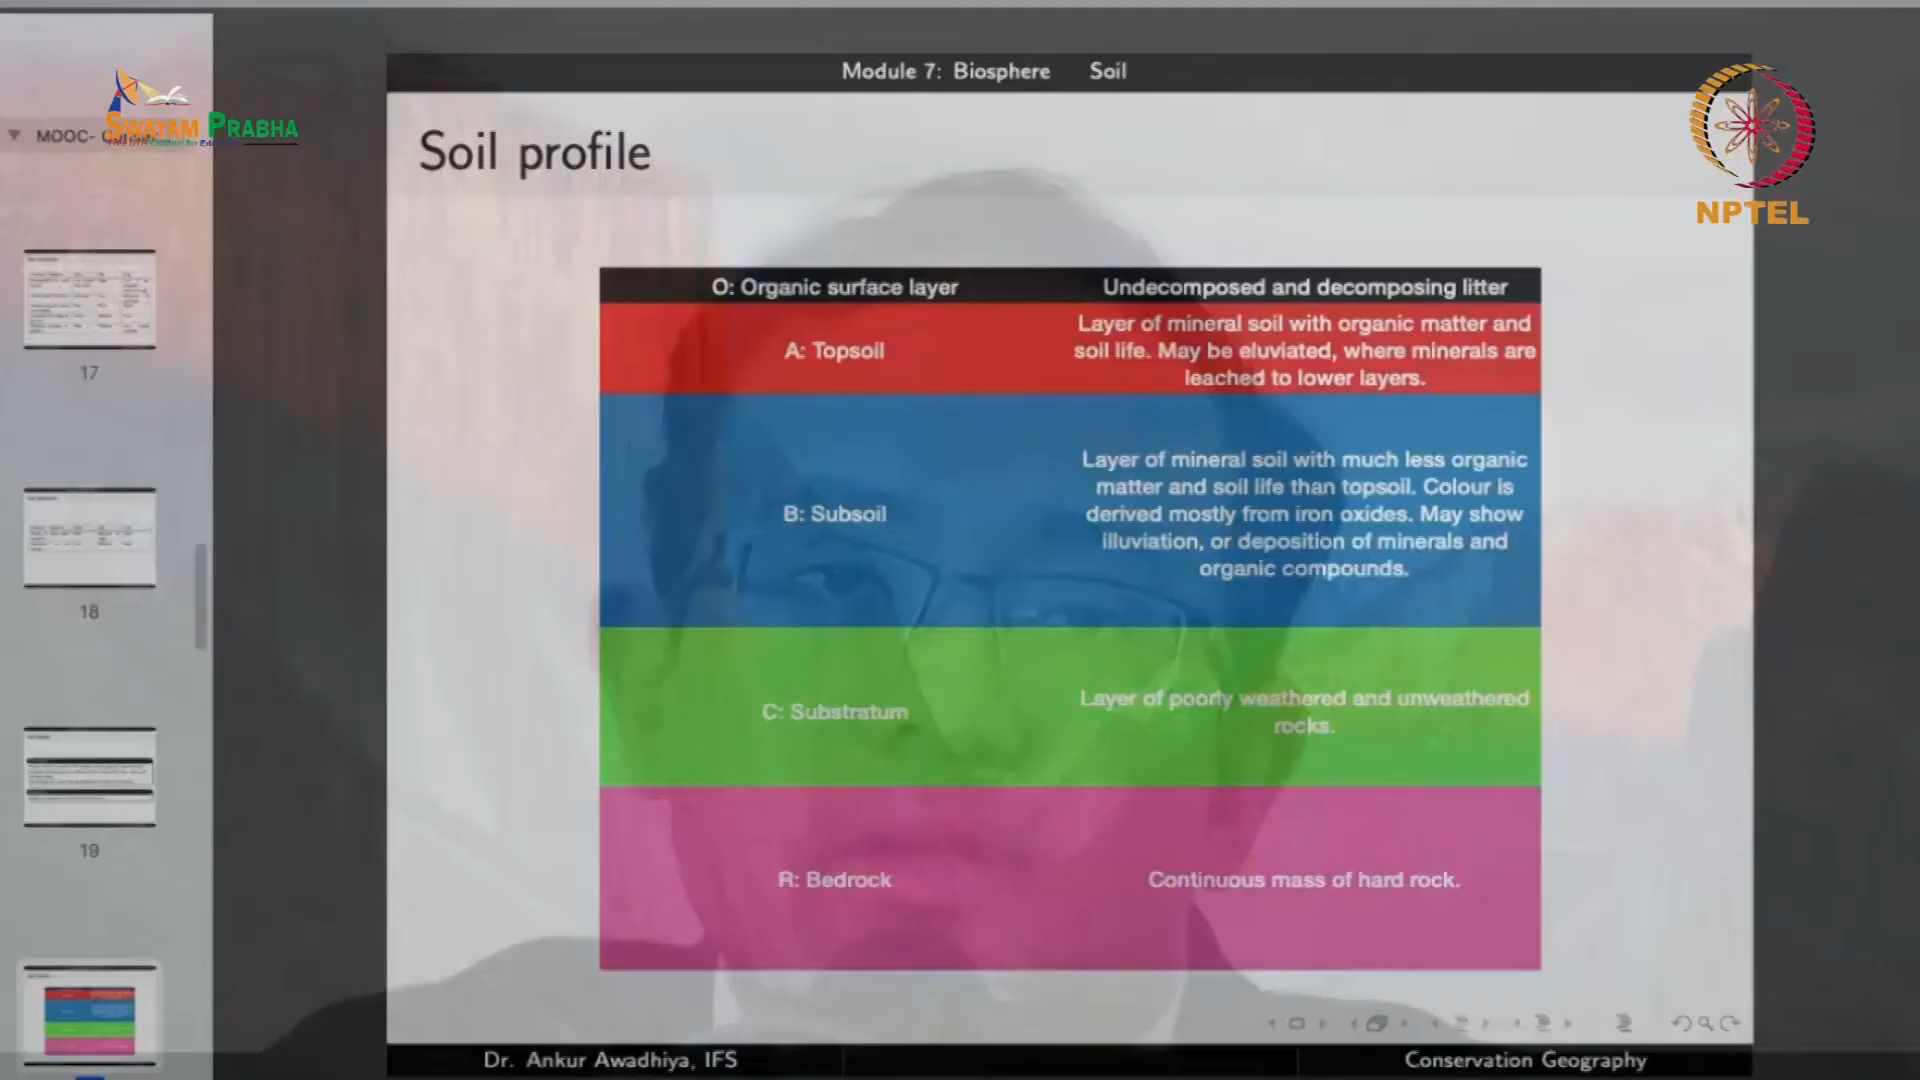 Module 7: Biosphere Soil
SWAYAM PRABHA
MOOC-
NPTEL
Soil profile
O: Organic surface layer
Undecomposed and decomposing litter
A: Topsoil
Layer of mineral soil with organic matter and
soil life. May be eluviated, where minerals are
leached to lower layers.
B: Subsoil
Layer of mineral soil with much less organic
matter and soil life than topsoil. Colour is
derived mostly from iron oxides. May show
illuviation, or deposition of minerals and
organic compounds.
C: Substratum
Layer of poorly weathered and unweathered
rocks.
R: Bedrock
Continuous mass of hard rock.
17
18
19
Dr. Ankur Awadhiya, IFS
Conservation Geography